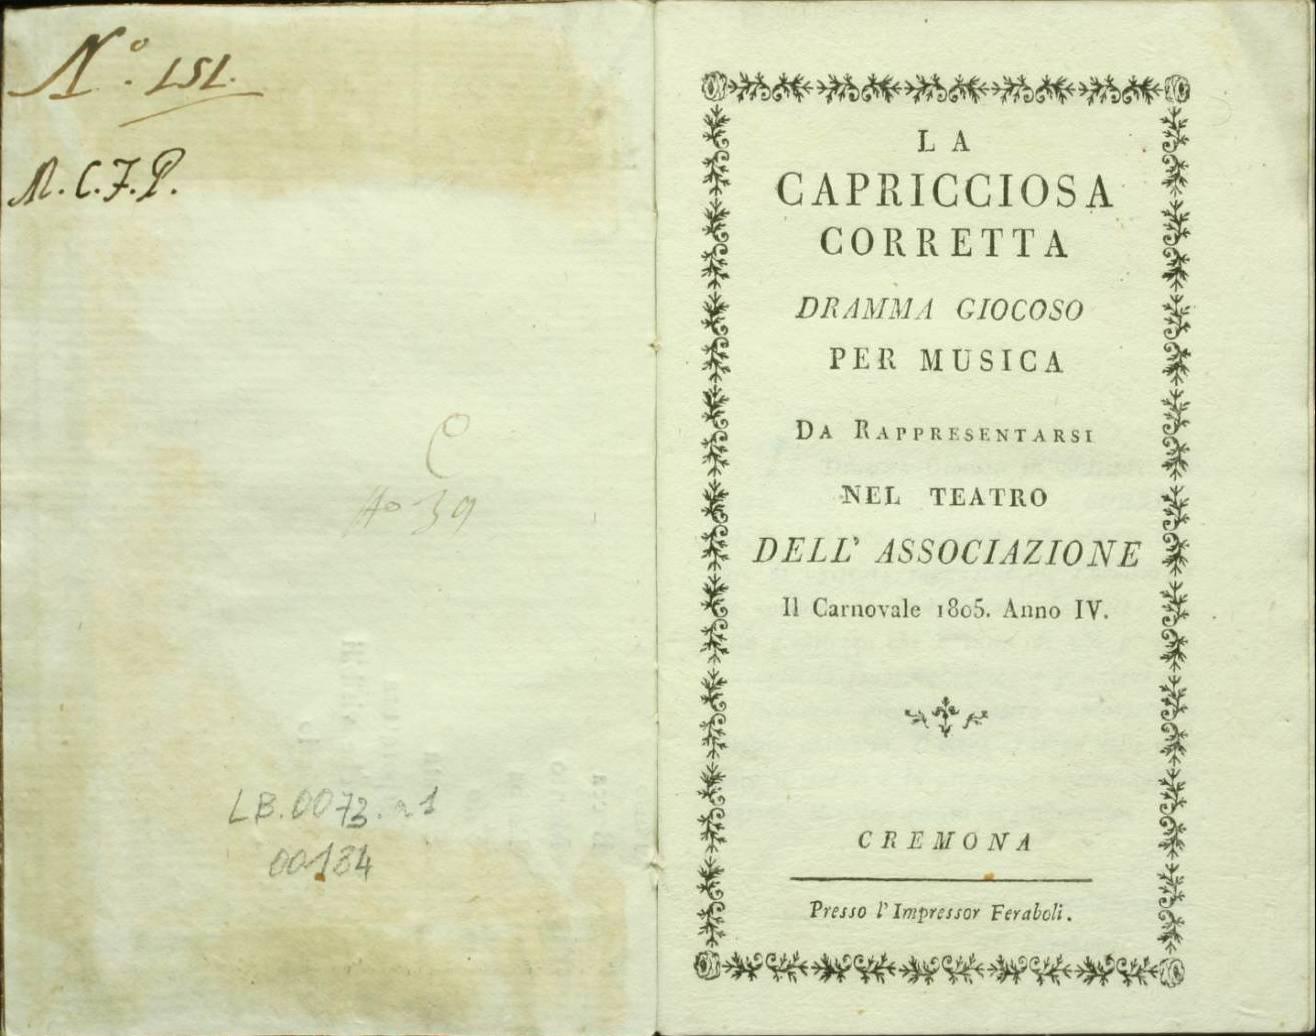 N.º 151.
M. C. F. P.
C
LB.0073.n1
00184
LA
CAPRICCIOSA
CORRETTA
DRAMMA GIOCOSO
PER MUSICA
DA RAPPRESENTARSI
NEL TEATRO
DELL' ASSOCIAZIONE
Il Carnovale 1805. Anno IV.
CREMONA
Presso l'Impressor Feraboli.